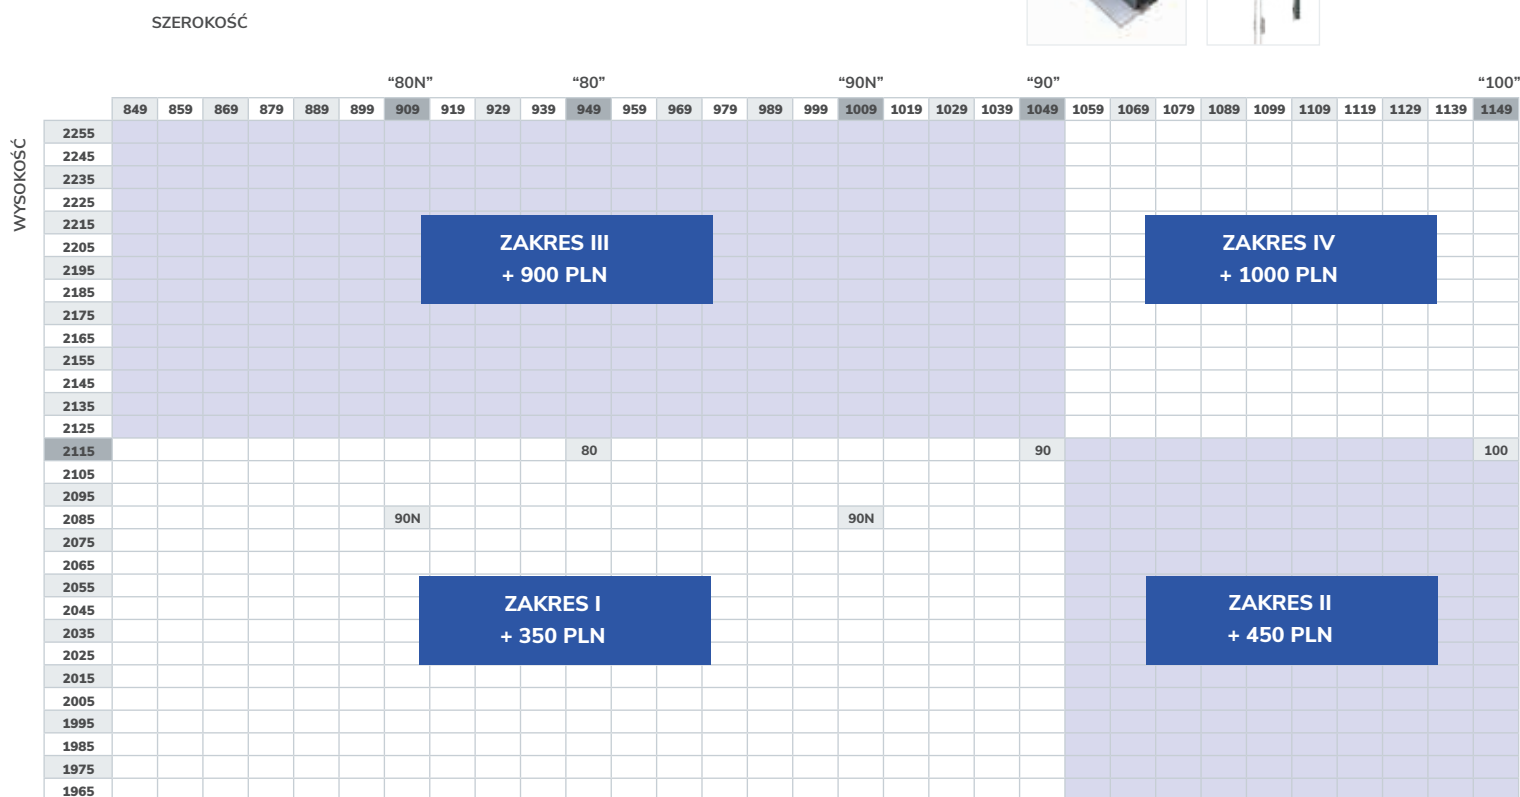 SZEROKOŚĆ
“80N” “80” “90N” “90” “100”
849 859 869 879 889 899 909 919 929 939 949 959 969 979 989 999 1009 1019 1029 1039 1049 1059 1069 1079 1089 1099 1109 1119 1129 1139 1149
WYSOKOŚĆ
2255
2245
2235
2225
2215
2205
ZAKRES III ZAKRES IV
2195
+ 900 PLN + 1000 PLN
2185
2175
2165
2155
2145
2135
2125
2115 80 90 100
2105
2095
2085 90N 90N
2075
2065
2055
2045
ZAKRES I ZAKRES II
2035
+ 350 PLN + 450 PLN
2025
2015
2005
1995
1985
1975
1965